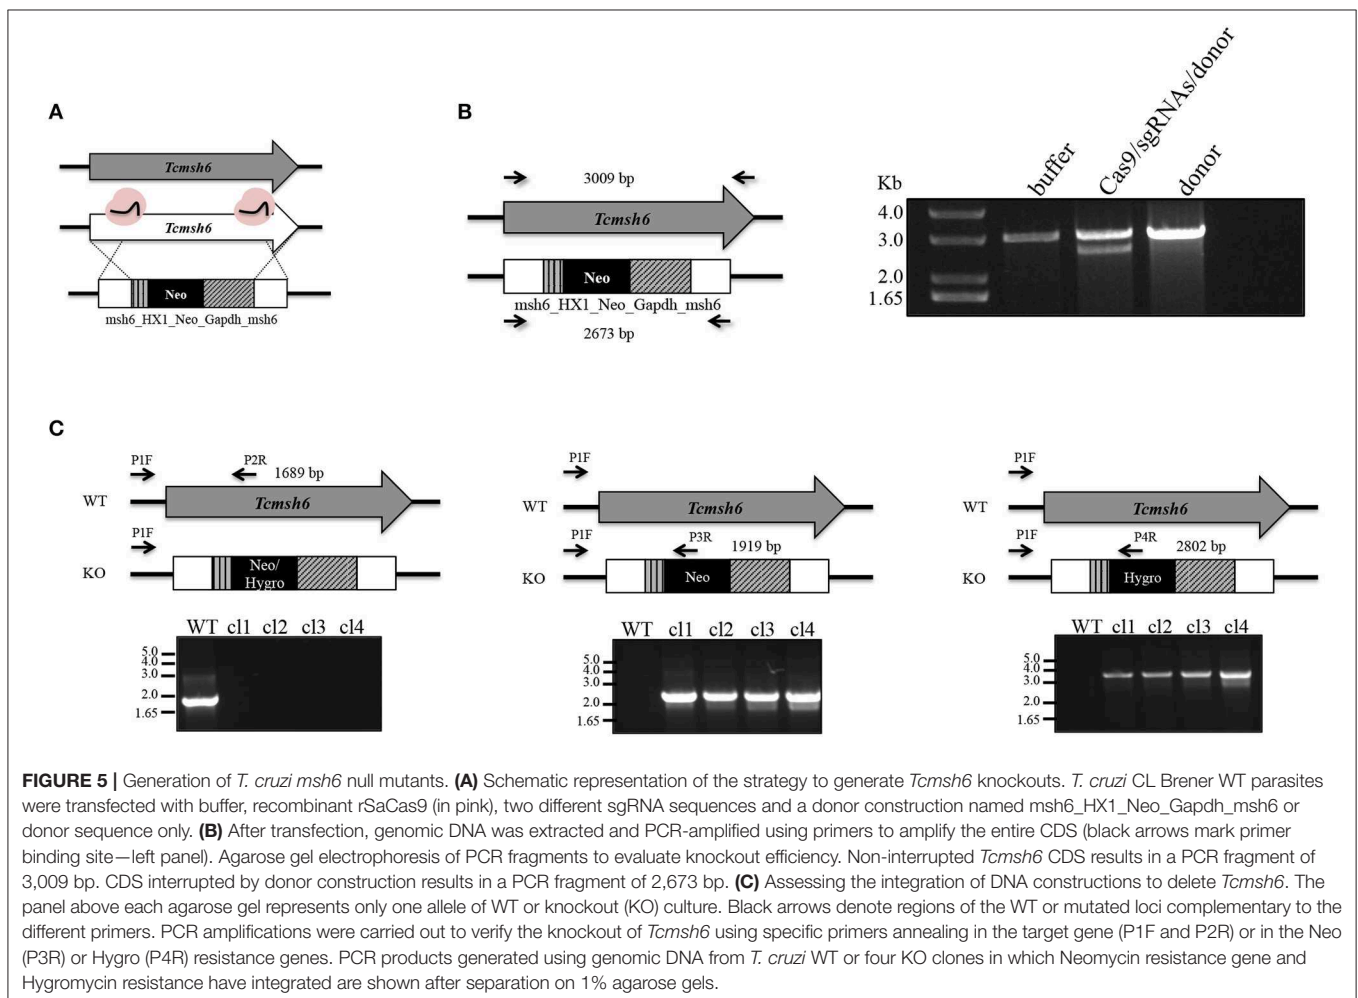 A
Tcmsh6
Tcmsh6
Neo
msh6_HX1_Neo_Gapdh_msh6
B
3009 bp
Tcmsh6
Neo
msh6_HX1_Neo_Gapdh_msh6
2673 bp
Kb
buffer
Cas9/sgRNAs/donor
donor
4.0
3.0
2.0
1.65
C
P1F P2R 1689 bp
WT Tcmsh6
P1F
KO Neo/
Hygro
WT cl1 cl2 cl3 cl4
5.0
4.0
3.0
2.0
1.65
P1F
WT Tcmsh6
P1F P3R 1919 bp
KO Neo
WT cl1 cl2 cl3 cl4
5.0
4.0
3.0
2.0
1.65
P1F
WT Tcmsh6
P1F P4R 2802 bp
KO Hygro
WT cl1 cl2 cl3 cl4
5.0
4.0
3.0
2.0
1.65
FIGURE 5 | Generation of T. cruzi msh6 null mutants. (A) Schematic representation of the strategy to generate Tcmsh6 knockouts. T. cruzi CL Brener WT parasites
were transfected with buffer, recombinant rSaCas9 (in pink), two different sgRNA sequences and a donor construction named msh6_HX1_Neo_Gapdh_msh6 or
donor sequence only. (B) After transfection, genomic DNA was extracted and PCR-amplified using primers to amplify the entire CDS (black arrows mark primer
binding site—left panel). Agarose gel electrophoresis of PCR fragments to evaluate knockout efficiency. Non-interrupted Tcmsh6 CDS results in a PCR fragment of
3,009 bp. CDS interrupted by donor construction results in a PCR fragment of 2,673 bp. (C) Assessing the integration of DNA constructions to delete Tcmsh6. The
panel above each agarose gel represents only one allele of WT or knockout (KO) culture. Black arrows denote regions of the WT or mutated loci complementary to the
different primers. PCR amplifications were carried out to verify the knockout of Tcmsh6 using specific primers annealing in the target gene (P1F and P2R) or in the Neo
(P3R) or Hygro (P4R) resistance genes. PCR products generated using genomic DNA from T. cruzi WT or four KO clones in which Neomycin resistance gene and
Hygromycin resistance have integrated are shown after separation on 1% agarose gels.